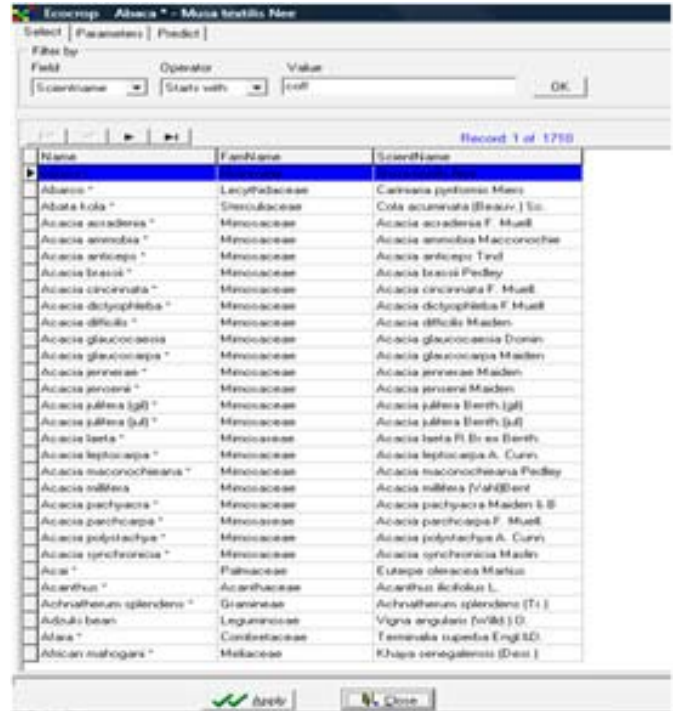 Ecocrop Abaca * - Musa textilis Nee
Select Parameters Predict
Filter by
Field Operator Value
Scientname Starts with coff OK
Record: 1 of 1710
Name FamName ScientName
Abarco * Lecythidaceae Cariniana pyriformis Miers
Abata kola * Sterculiaceae Cola acuminata (Beauv.) Sc.
Acacia acradenia * Mimosaceae Acacia acradenia F. Muell.
Acacia ammobia * Mimosaceae Acacia ammobia Macconochie
Acacia anticeps * Mimosaceae Acacia anticeps Tind
Acacia brassii * Mimosaceae Acacia brassii Pedley
Acacia cincinnata * Mimosaceae Acacia cincinnata F. Muell.
Acacia dictyophleba * Mimosaceae Acacia dictyophleba F.Muell
Acacia difficilis * Mimosaceae Acacia difficilis Maiden
Acacia glaucocaesia Mimosaceae Acacia glaucocaesia Domin
Acacia glaucocarpa * Mimosaceae Acacia glaucocarpa Maiden
Acacia jennerae * Mimosaceae Acacia jennerae Maiden
Acacia jensenii * Mimosaceae Acacia jensenii Maiden
Acacia julifera (gil) * Mimosaceae Acacia julifera Benth.(gil)
Acacia julifera (jul) * Mimosaceae Acacia julifera Benth.(jul)
Acacia laeta * Mimosaceae Acacia laeta R.Br.ex Benth.
Acacia leptocarpa * Mimosaceae Acacia leptocarpa A. Cunn.
Acacia maconochieana * Mimosaceae Acacia maconochieana Pedley
Acacia millifera Mimosaceae Acacia millifera (Vahl)Bent
Acacia pachyacra * Mimosaceae Acacia pachyacra Maiden & B
Acacia parchcarpa * Mimosaceae Acacia parchcarpa F. Muell.
Acacia polystachya * Mimosaceae Acacia polystachya A. Cunn.
Acacia synchronicia * Mimosaceae Acacia synchronicia Maslin
Acai * Palmaceae Euterpe oleracea Martius
Acanthus * Acanthaceae Acanthus ilicifolius L.
Achnatherum splendens * Gramineae Achnatherum splendens (Tr.)
Adzuki bean Leguminosae Vigna angularis (Willd.) O.
Afara * Combretaceae Terminalia superba Engl.&D.
African mahogani * Meliaceae Khaya senegalensis (Desr.)
Apply Close